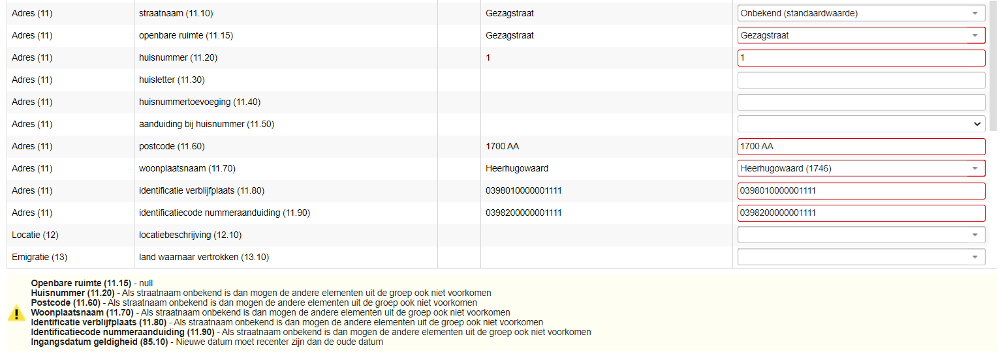 Adres (11) straatnaam (11.10) Gezagstraat Onbekend (standaardwaarde)
Adres (11) openbare ruimte (11.15) Gezagstraat Gezagstraat
Adres (11) huisnummer (11.20) 1 1
Adres (11) huisletter (11.30)
Adres (11) huisnummertoevoeging (11.40)
Adres (11) aanduiding bij huisnummer (11.50)
Adres (11) postcode (11.60) 1700 AA 1700 AA
Adres (11) woonplaatsnaam (11.70) Heerhugowaard Heerhugowaard (1746)
Adres (11) identificatie verblijfplaats (11.80) 0398010000001111 0398010000001111
Adres (11) identificatiecode nummeraanduiding (11.90) 0398200000001111 0398200000001111
Locatie (12) locatiebeschrijving (12.10)
Emigratie (13) land waarnaar vertrokken (13.10)
Openbare ruimte (11.15) - null
Huisnummer (11.20) - Als straatnaam onbekend is dan mogen de andere elementen uit de groep ook niet voorkomen
Postcode (11.60) - Als straatnaam onbekend is dan mogen de andere elementen uit de groep ook niet voorkomen
Woonplaatsnaam (11.70) - Als straatnaam onbekend is dan mogen de andere elementen uit de groep ook niet voorkomen
Identificatie verblijfplaats (11.80) - Als straatnaam onbekend is dan mogen de andere elementen uit de groep ook niet voorkomen
Identificatiecode nummeraanduiding (11.90) - Als straatnaam onbekend is dan mogen de andere elementen uit de groep ook niet voorkomen
Ingangsdatum geldigheid (85.10) - Nieuwe datum moet recenter zijn dan de oude datum